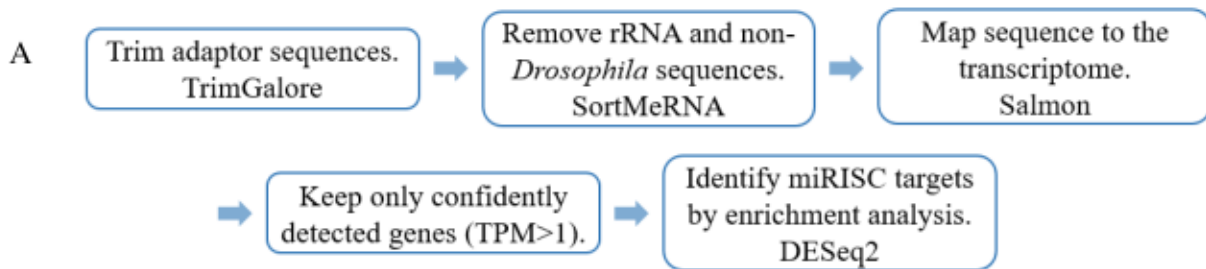 A
Trim adaptor sequences.
TrimGalore
Remove rRNA and non-
Drosophila sequences.
SortMeRNA
Map sequence to the
transcriptome.
Salmon
Keep only confidently
detected genes (TPM>1).
Identify miRISC targets
by enrichment analysis.
DESeq2